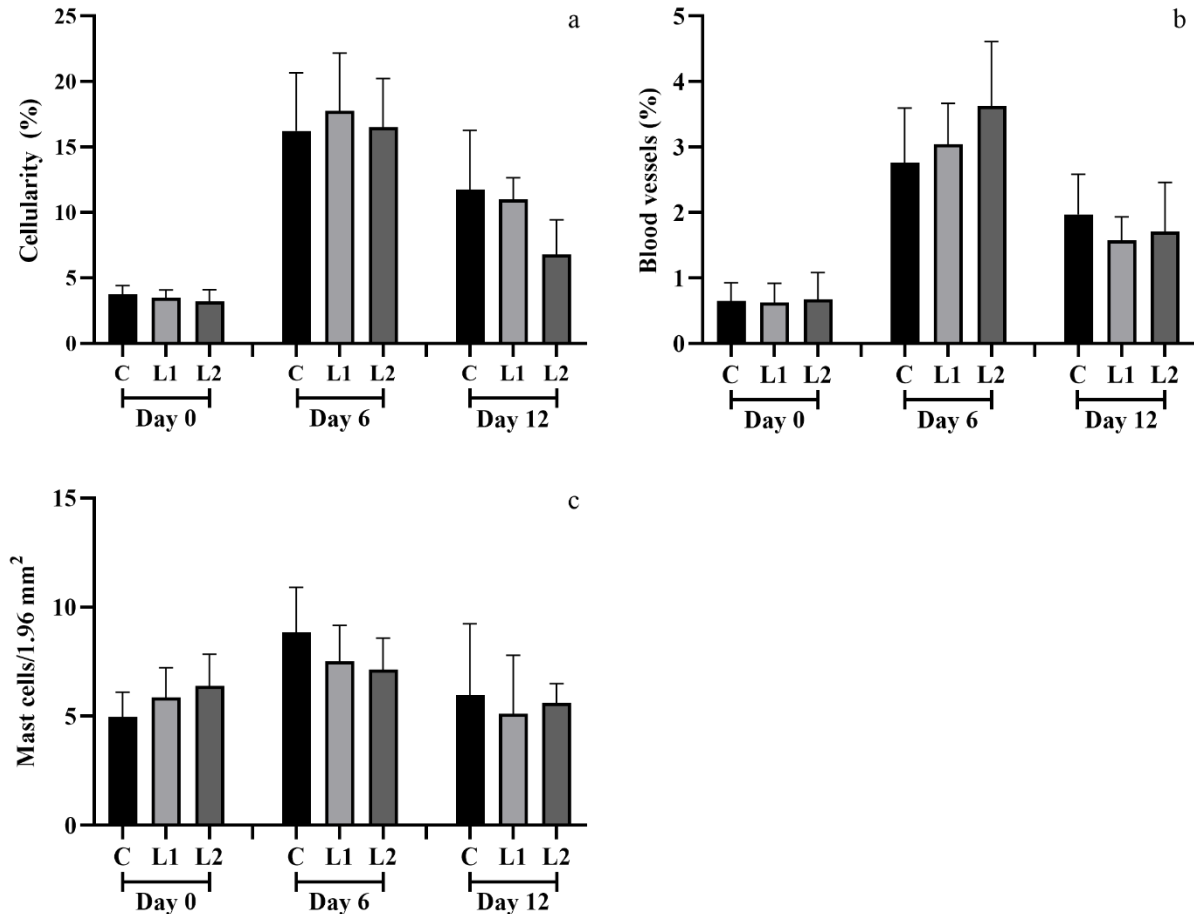 a
Cellularity (%)
25
20
15
10
5
0
C L1 L2 C L1 L2 C L1 L2
Day 0 Day 6 Day 12
b
Blood vessels (%)
5
4
3
2
1
0
C L1 L2 C L1 L2 C L1 L2
Day 0 Day 6 Day 12
c
Mast cells/1.96 mm²
15
10
5
0
C L1 L2 C L1 L2 C L1 L2
Day 0 Day 6 Day 12